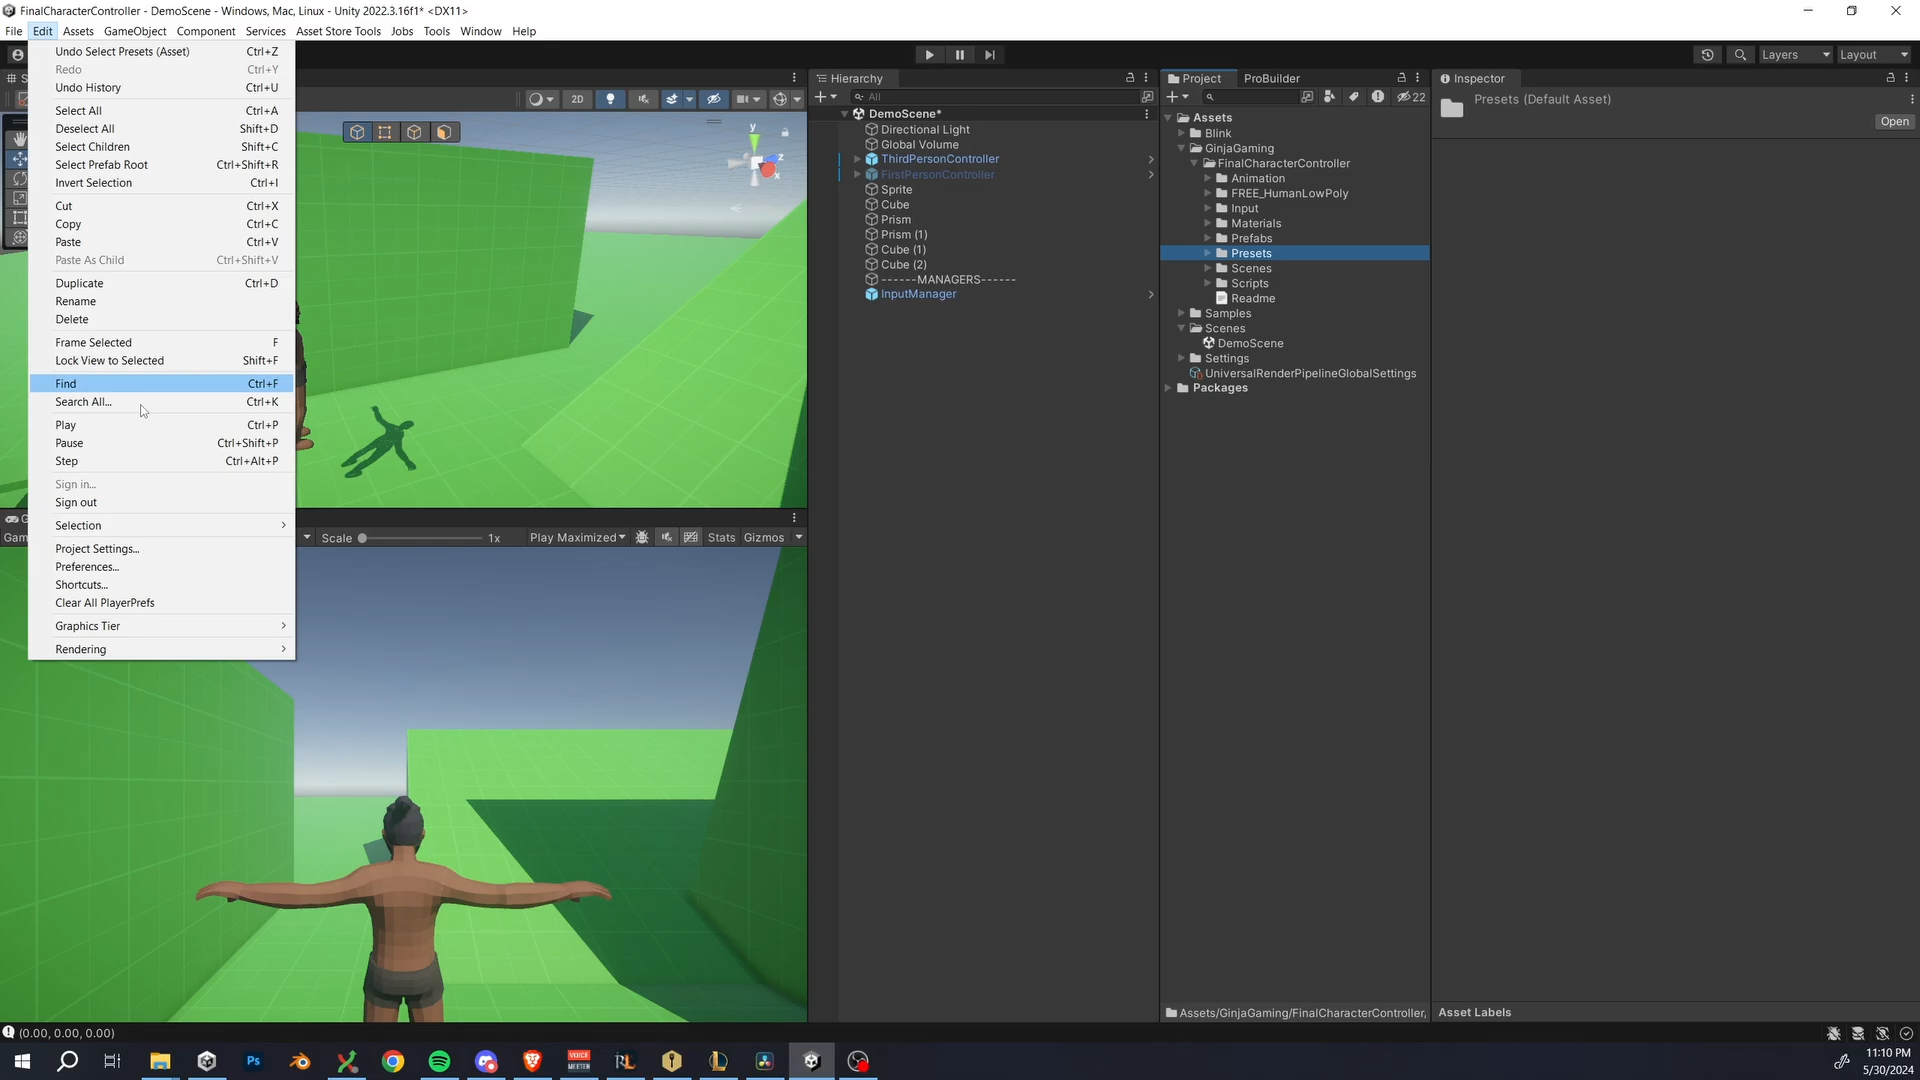 FinalCharacterController - DemoScene - Windows, Mac, Linux - Unity 2022.3.16f1* <DX11>
File Edit Assets GameObject Component Services Asset Store Tools Jobs Tools Window Help
Layers Layout
Undo Select Presets (Asset) Ctrl+Z
Redo Ctrl+Y
Undo History Ctrl+U
Select All Ctrl+A
Deselect All Shift+D
Select Children Shift+C
Select Prefab Root Ctrl+Shift+R
Invert Selection Ctrl+I
Cut Ctrl+X
Copy Ctrl+C
Paste Ctrl+V
Paste As Child Ctrl+Shift+V
Duplicate Ctrl+D
Rename
Delete
Frame Selected F
Lock View to Selected Shift+F
Find Ctrl+F
Search All... Ctrl+K
Play Ctrl+P
Pause Ctrl+Shift+P
Step Ctrl+Alt+P
Sign in...
Sign out
Selection
Project Settings...
Preferences...
Shortcuts...
Clear All PlayerPrefs
Graphics Tier
Rendering
2D
y
z
x
Scale 1x Play Maximized Stats Gizmos
Hierarchy
All
DemoScene*
Directional Light
Global Volume
ThirdPersonController
FirstPersonController
Sprite
Cube
Prism
Prism (1)
Cube (1)
Cube (2)
------MANAGERS------
InputManager
Project ProBuilder
22
Assets
Blink
GinjaGaming
FinalCharacterController
Animation
FREE_HumanLowPoly
Input
Materials
Prefabs
Presets
Scenes
Scripts
Readme
Samples
Scenes
DemoScene
Settings
UniversalRenderPipelineGlobalSettings
Packages
Assets/GinjaGaming/FinalCharacterController,
Inspector
Presets (Default Asset)
Open
Asset Labels
(0.00, 0.00, 0.00)
Ps
VOICE
MEETER
11:10 PM
5/30/2024